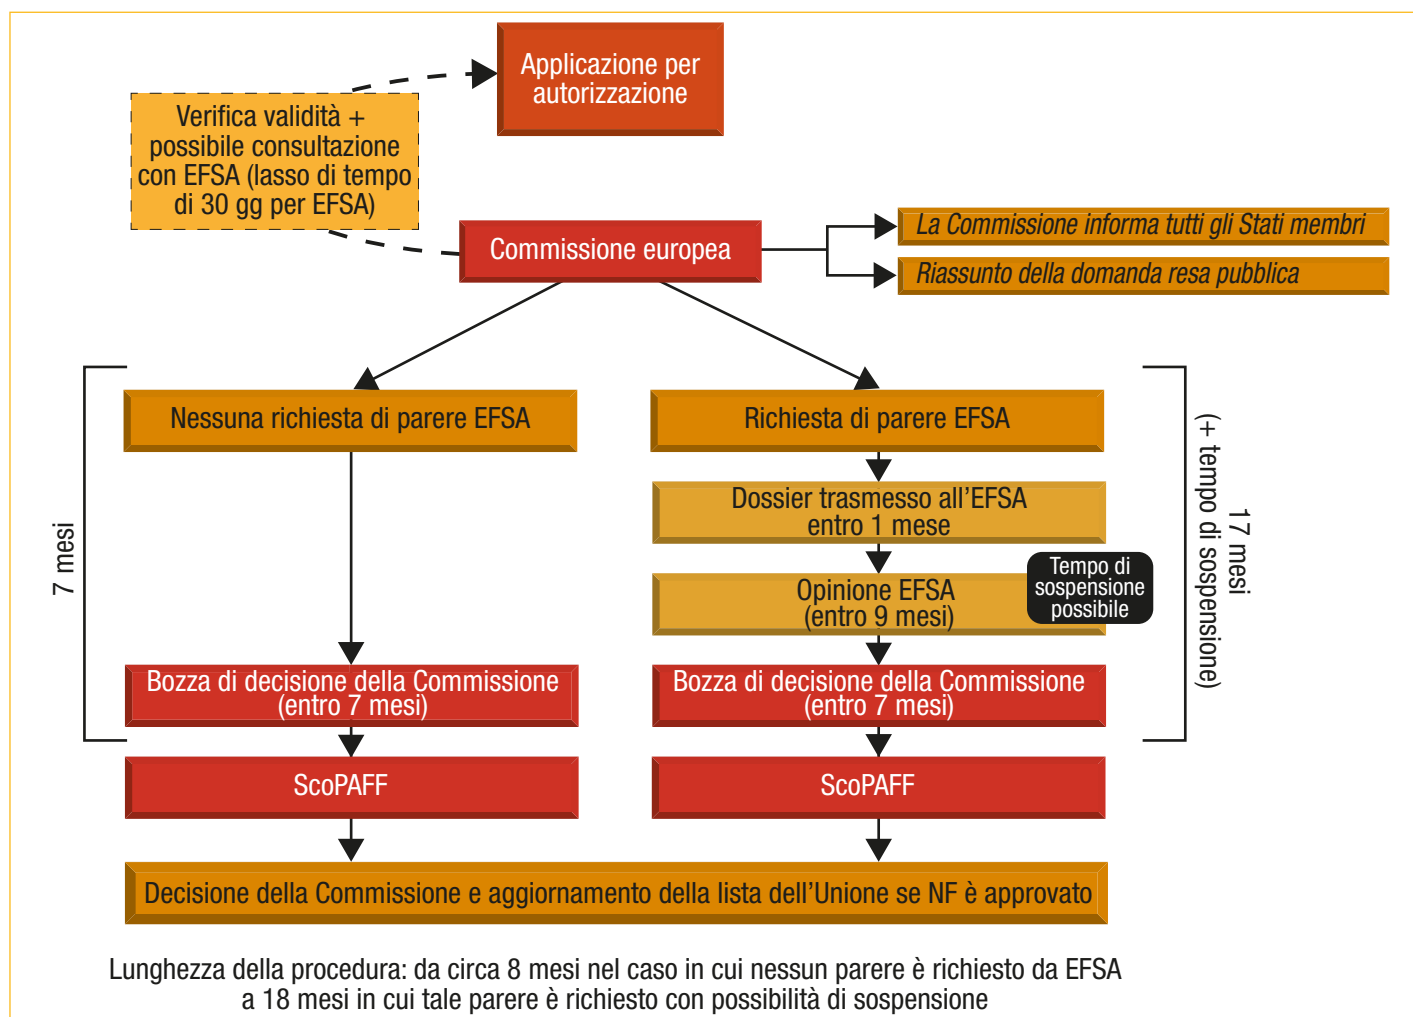 Applicazione per
autorizzazione
Verifica validità +
possibile consultazione
con EFSA (lasso di tempo
di 30 gg per EFSA)
Commissione europea
La Commissione informa tutti gli Stati membri
Riassunto della domanda resa pubblica
Nessuna richiesta di parere EFSA
Richiesta di parere EFSA
Dossier trasmesso all'EFSA
entro 1 mese
Opinione EFSA
(entro 9 mesi)
Tempo di
sospensione
possibile
7 mesi
17 mesi
(+ tempo di sospensione)
Bozza di decisione della Commissione
(entro 7 mesi)
Bozza di decisione della Commissione
(entro 7 mesi)
ScoPAFF
ScoPAFF
Decisione della Commissione e aggiornamento della lista dell'Unione se NF è approvato
Lunghezza della procedura: da circa 8 mesi nel caso in cui nessun parere è richiesto da EFSA
a 18 mesi in cui tale parere è richiesto con possibilità di sospensione